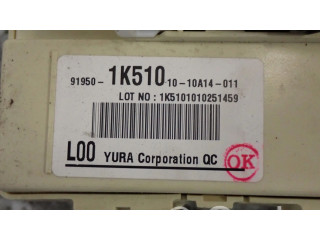 91950- 1K510 10-10A14-011
LOT NO : 1K5101010251459
L00 YURA Corporation QC
OK